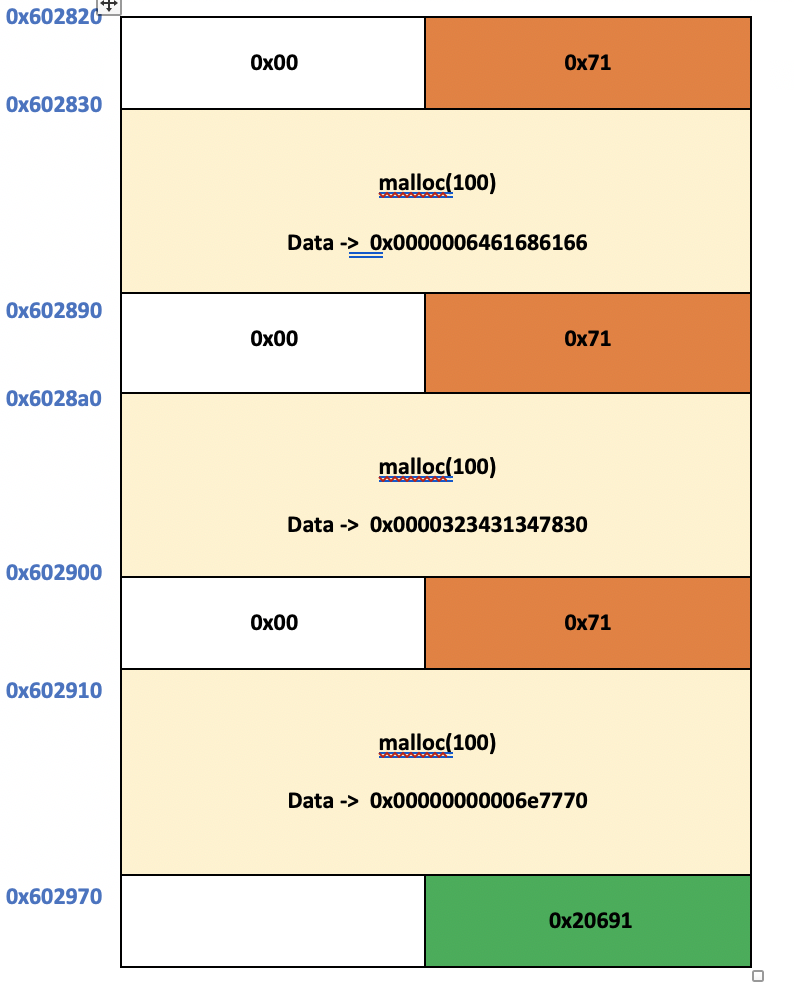 0x602820
0x00 0x71
0x602830
malloc(100)
Data -> 0x0000006461686166
0x602890
0x00 0x71
0x6028a0
malloc(100)
Data -> 0x0000323431347830
0x602900
0x00 0x71
0x602910
malloc(100)
Data -> 0x00000000006e7770
0x602970
0x20691